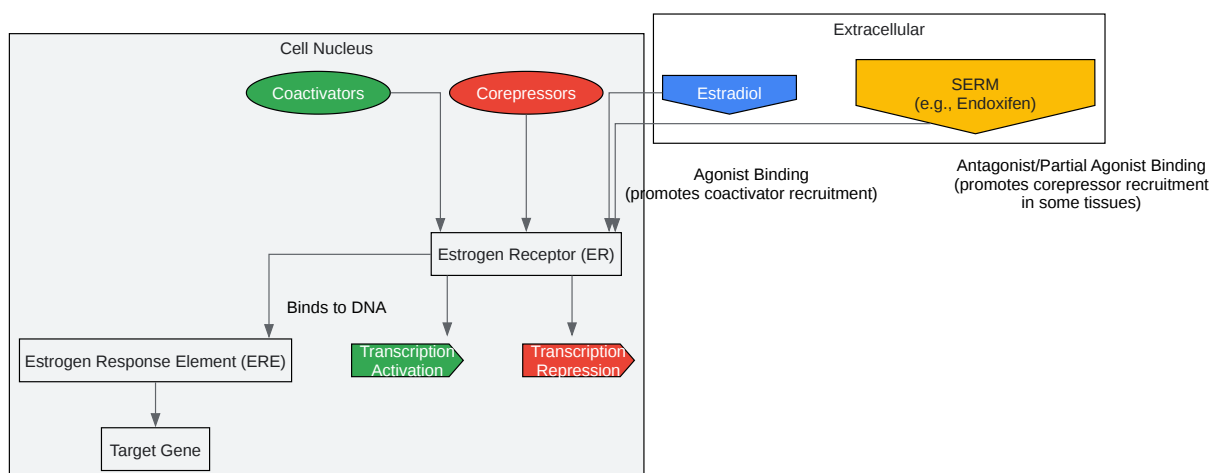 Extracellular
Cell Nucleus
Coactivators
Corepressors
Estradiol
SERM
(e.g., Endoxifen)
Agonist Binding
(promotes coactivator recruitment)
Antagonist/Partial Agonist Binding
(promotes corepressor recruitment
in some tissues)
Estrogen Receptor (ER)
Binds to DNA
Estrogen Response Element (ERE)
Transcription
Activation
Transcription
Repression
Target Gene